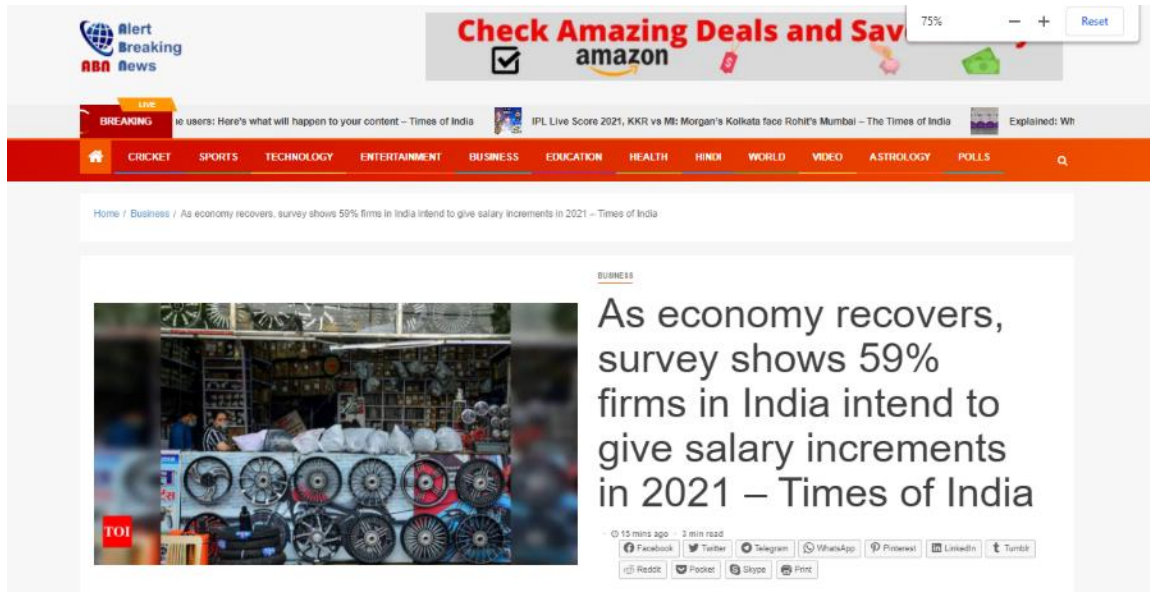 Alert
Breaking
ABN News
Check Amazing Deals and Sav
amazon
75%
Reset
LIVE
BREAKING
e users: Here's what will happen to your content – Times of India
IPL Live Score 2021, KKR vs MI: Morgan's Kolkata face Rohit's Mumbai – The Times of India
Explained: Wh
CRICKET SPORTS TECHNOLOGY ENTERTAINMENT BUSINESS EDUCATION HEALTH HINDI WORLD VIDEO ASTROLOGY POLLS
Home / Business / As economy recovers, survey shows 59% firms in India intend to give salary increments in 2021 – Times of India
BUSINESS
As economy recovers,
survey shows 59%
firms in India intend to
give salary increments
in 2021 – Times of India
TOI
15 mins ago · 3 min read
Facebook Twitter Telegram WhatsApp Pinterest LinkedIn Tumblr
Reddit Pocket Skype Print